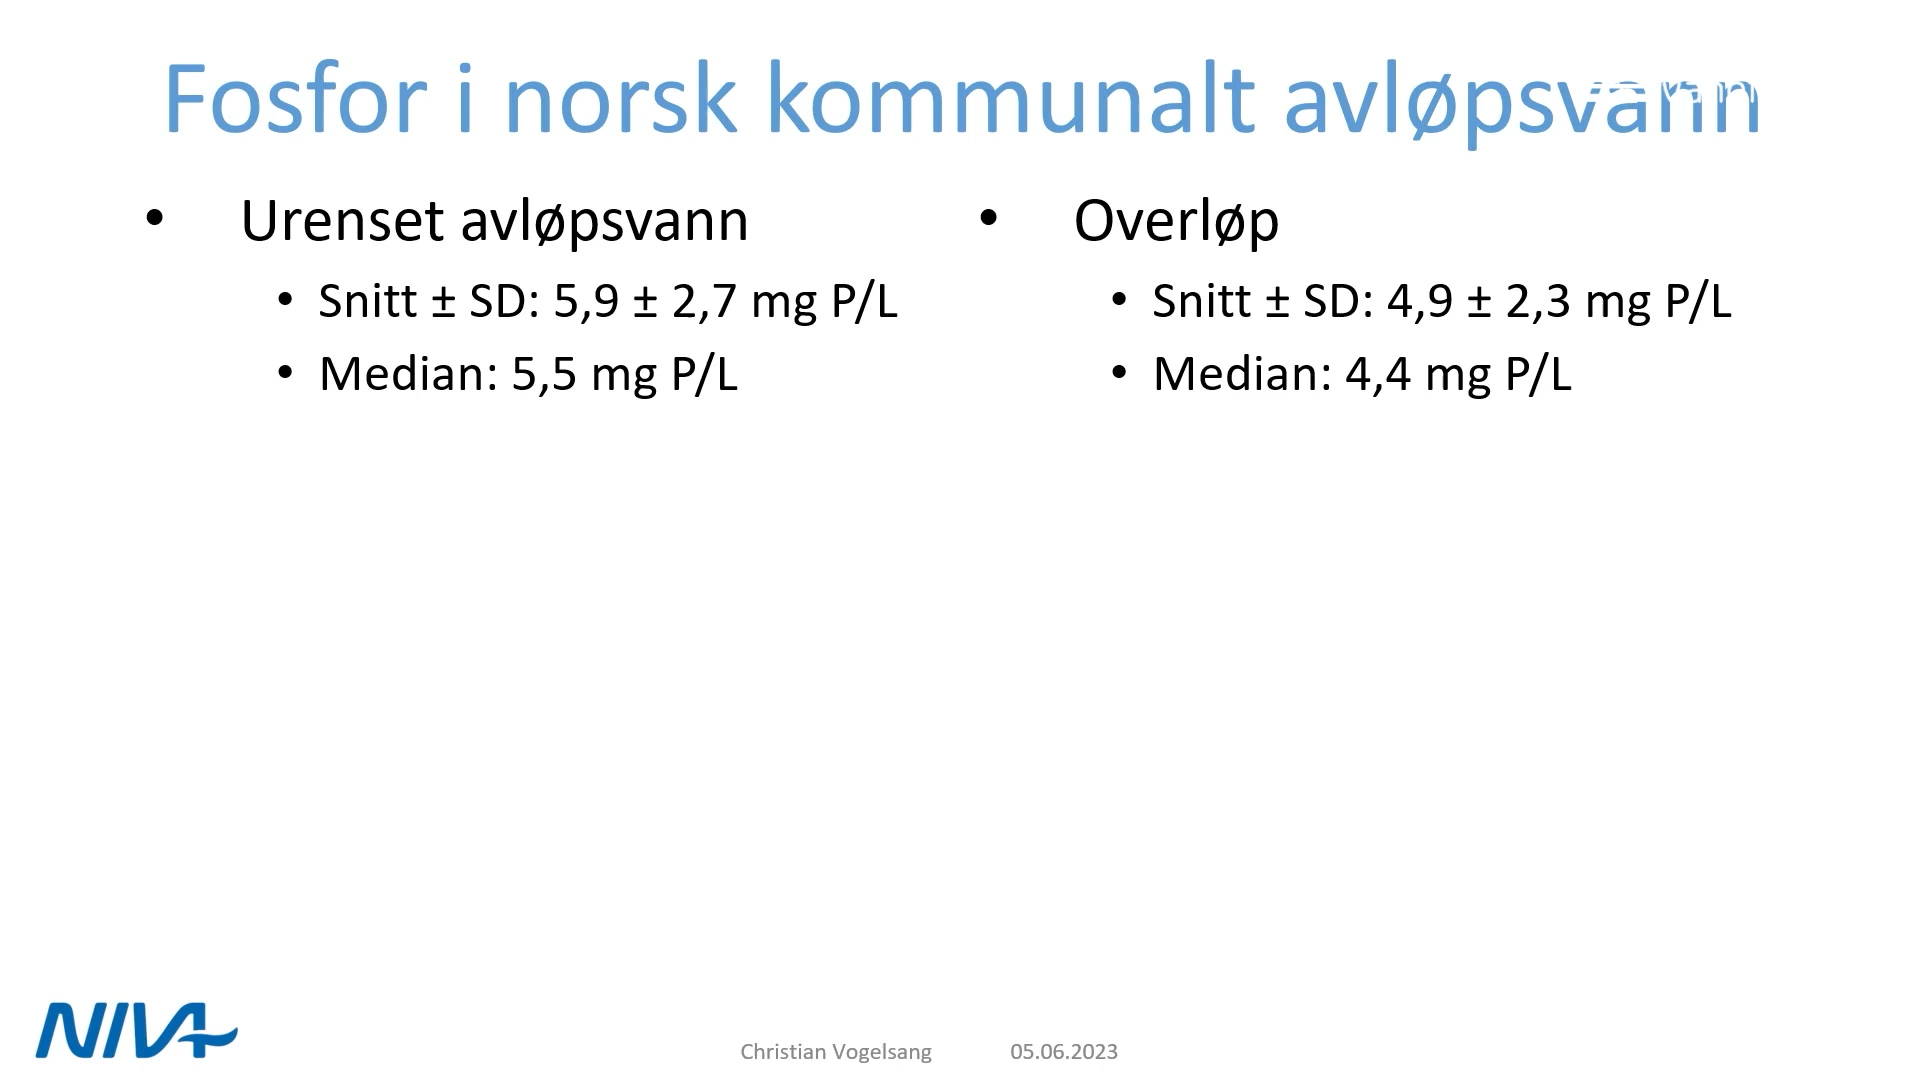 Fosfor i norsk kommunalt avløpsvann
• Urenset avløpsvann
• Snitt ± SD: 5,9 ± 2,7 mg P/L
• Median: 5,5 mg P/L
• Overløp
• Snitt ± SD: 4,9 ± 2,3 mg P/L
• Median: 4,4 mg P/L
NIVA
Christian Vogelsang 05.06.2023